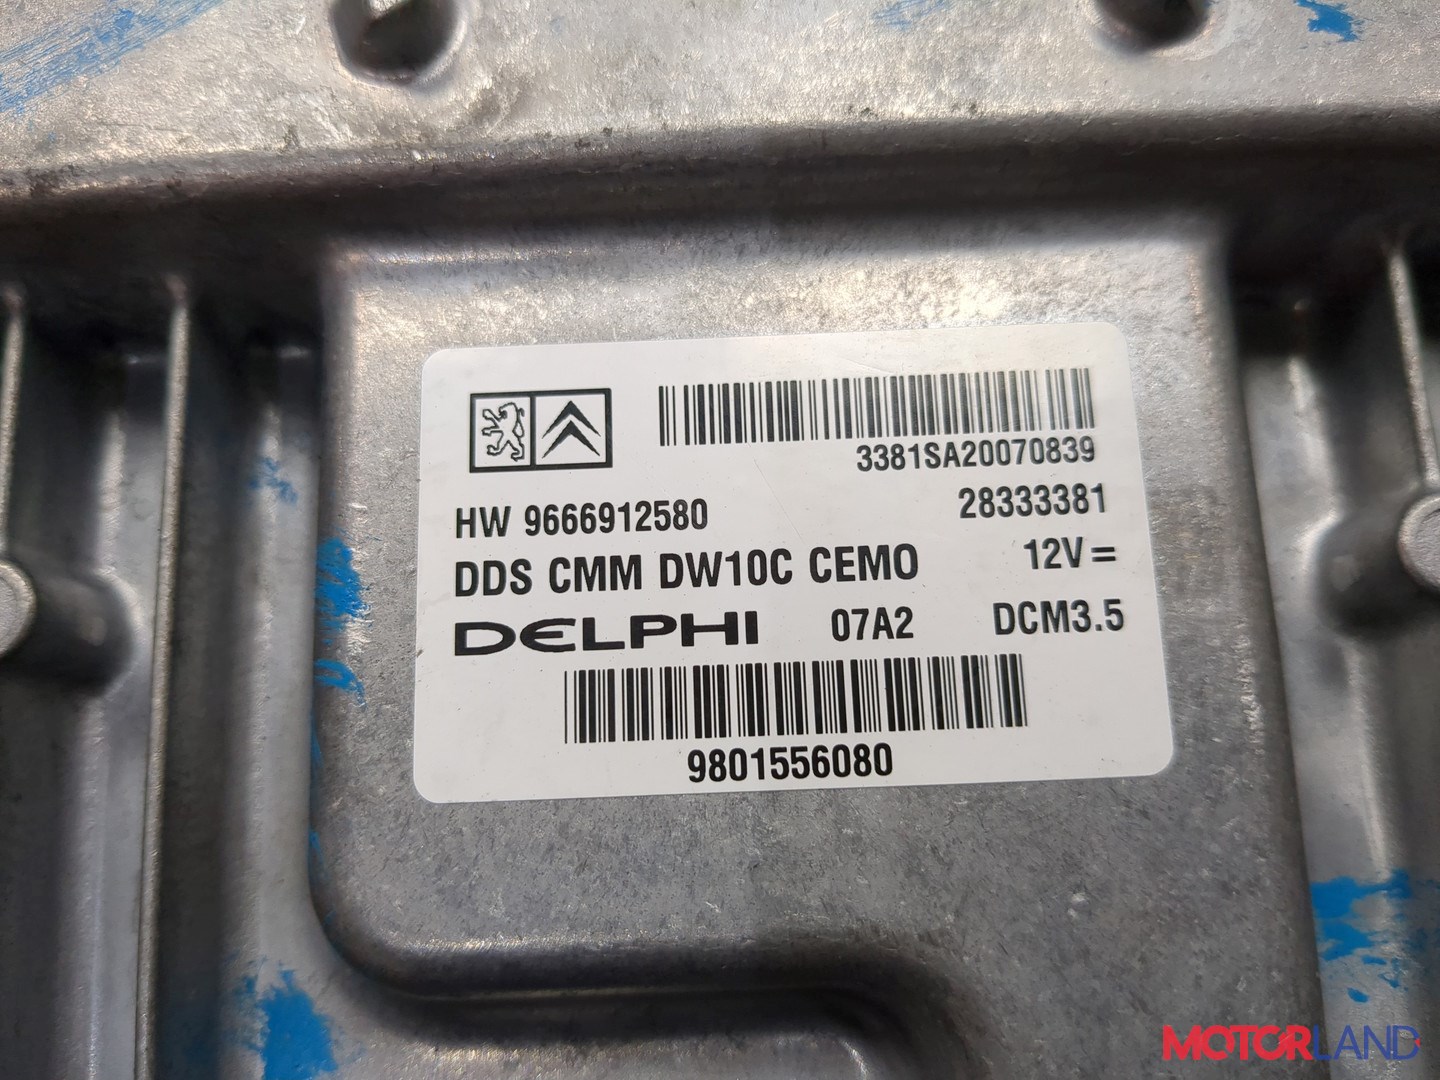 3381SA20070839
HW 9666912580
28333381
DDS CMM DW10C CEMO
12V=
DELPHI 07A2 DCM3.5
9801556080
MOTORLAND